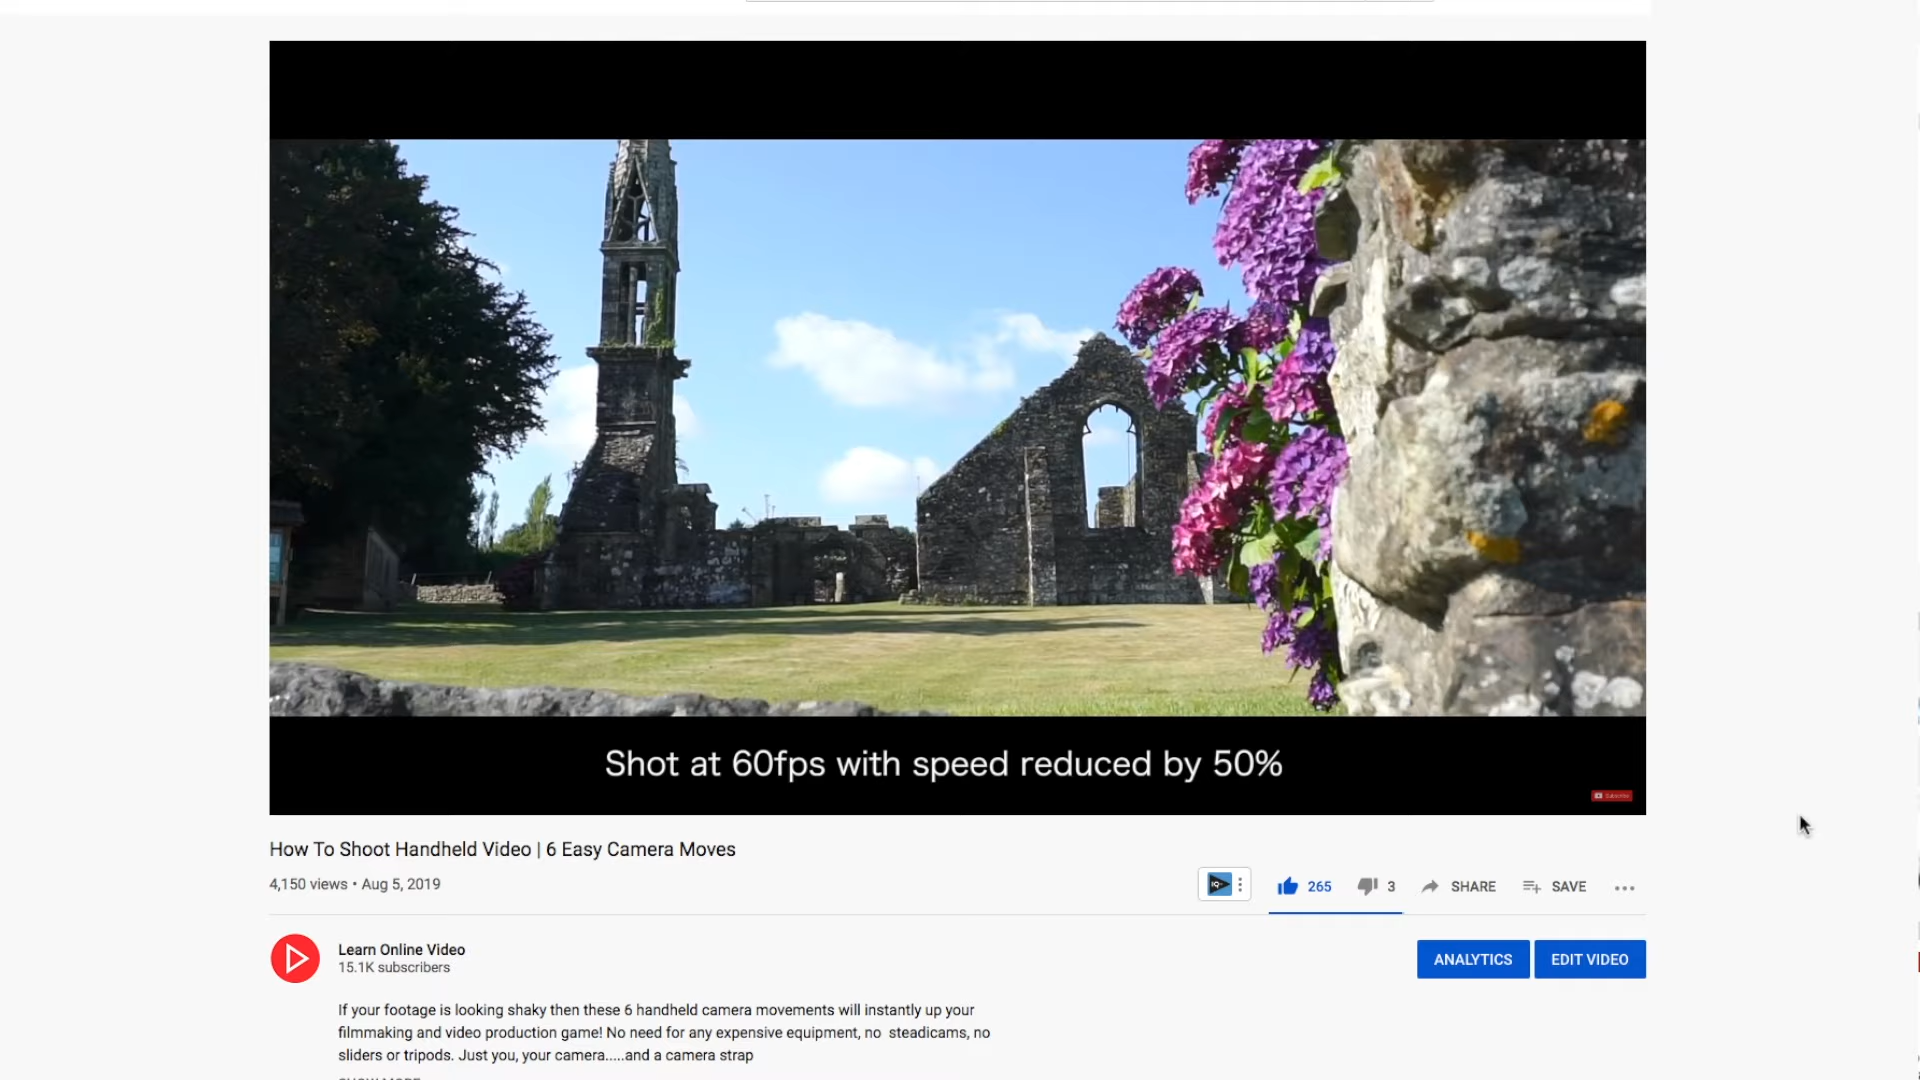 Shot at 60fps with speed reduced by 50%
How To Shoot Handheld Video | 6 Easy Camera Moves
4,150 views • Aug 5, 2019
265
3
SHARE
SAVE
Learn Online Video
15.1K subscribers
ANALYTICS
EDIT VIDEO
If your footage is looking shaky then these 6 handheld camera movements will instantly up your
filmmaking and video production game! No need for any expensive equipment, no steadicams, no
sliders or tripods. Just you, your camera.....and a camera strap